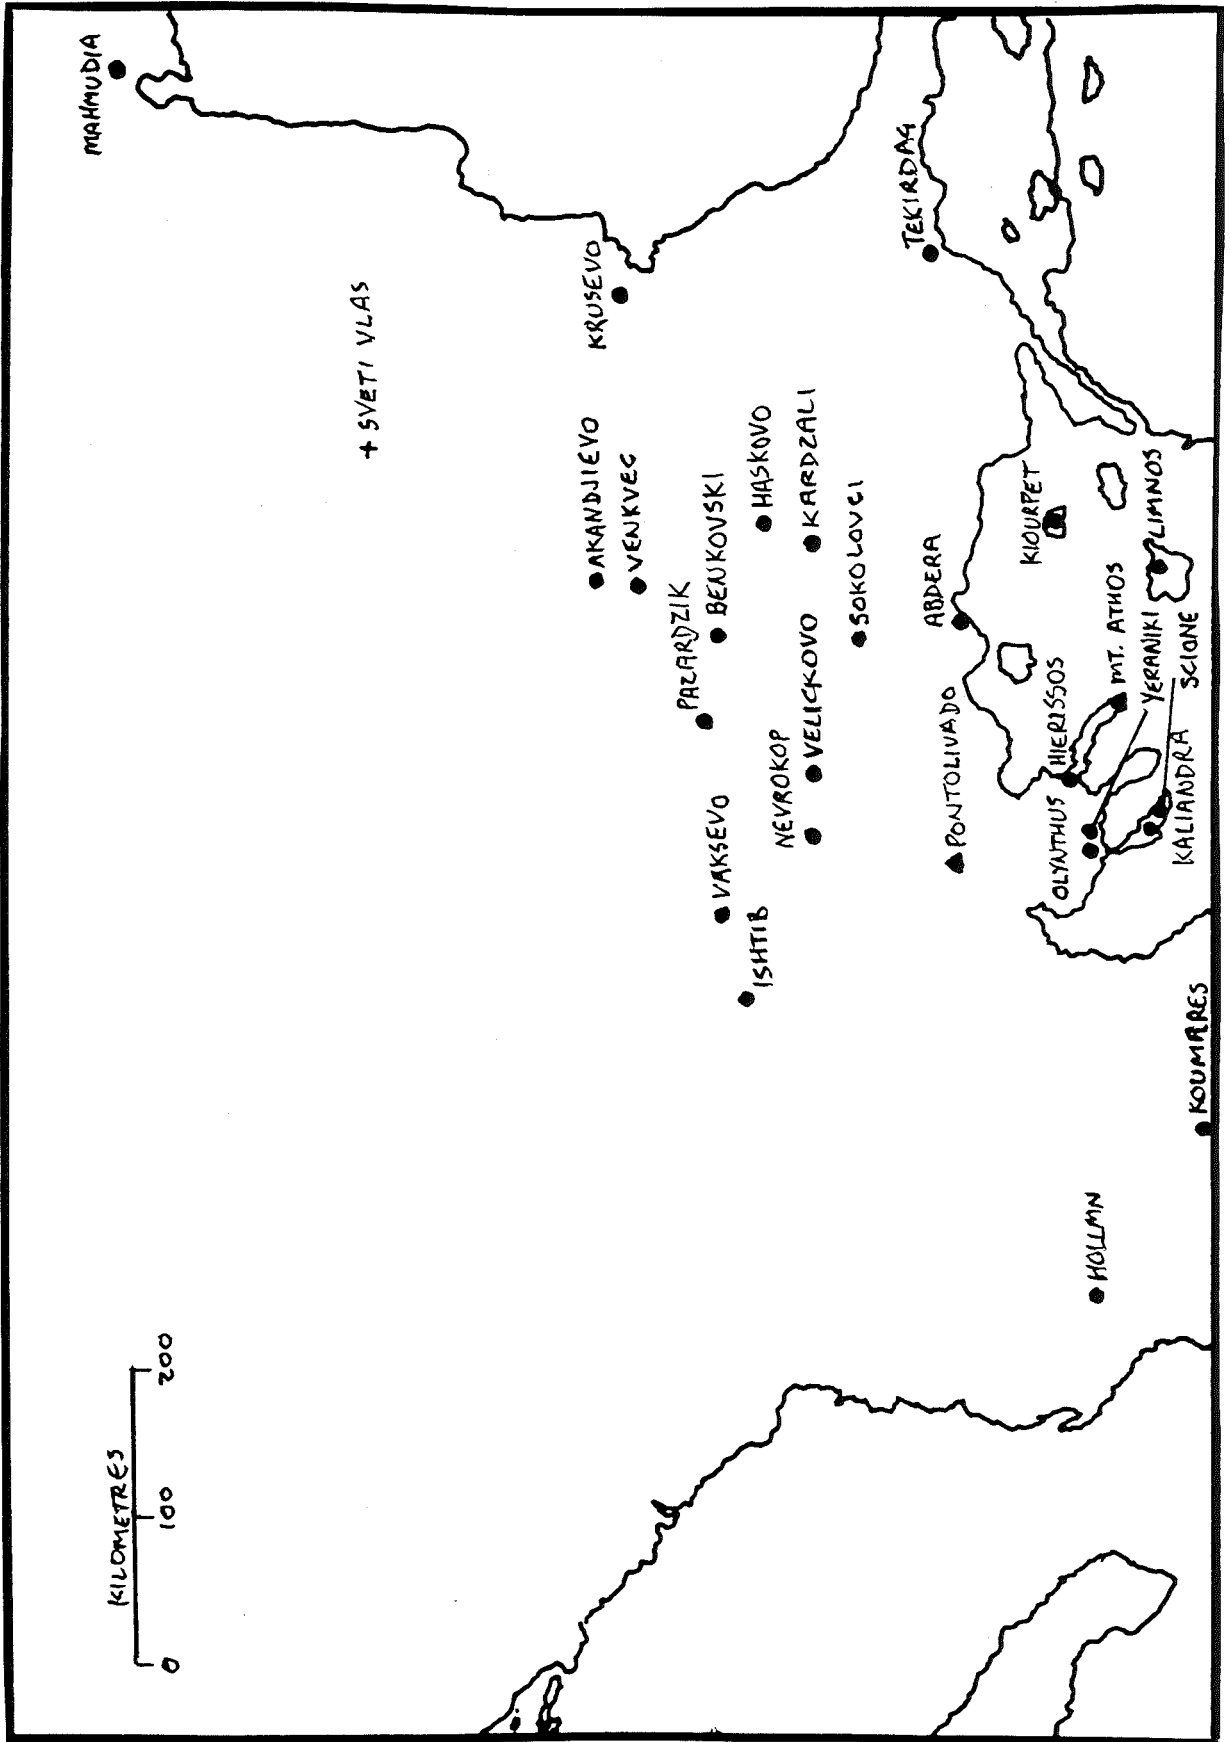 MAHMUDIA
KILOMETRES
0 100 200
+ SVETI VLAS
KRUSEVO
AKANDJIEVO
VENKVEC
PAZARDZIK
BENKOVSKI
VAKSEVO
ISHTIB
HASKOVO
NEVROKOP
VELICKOVO
KARDZALI
SOKOLOVCI
TEKIRDAG
ABDERA
PONTOLIVADO
KIOURPET
HIERISSOS
OLYNTHUS
MT. ATHOS
LIMNOS
YERANIKI
SCIONE
KALIANDRA
HOLLMN
KOUMARES